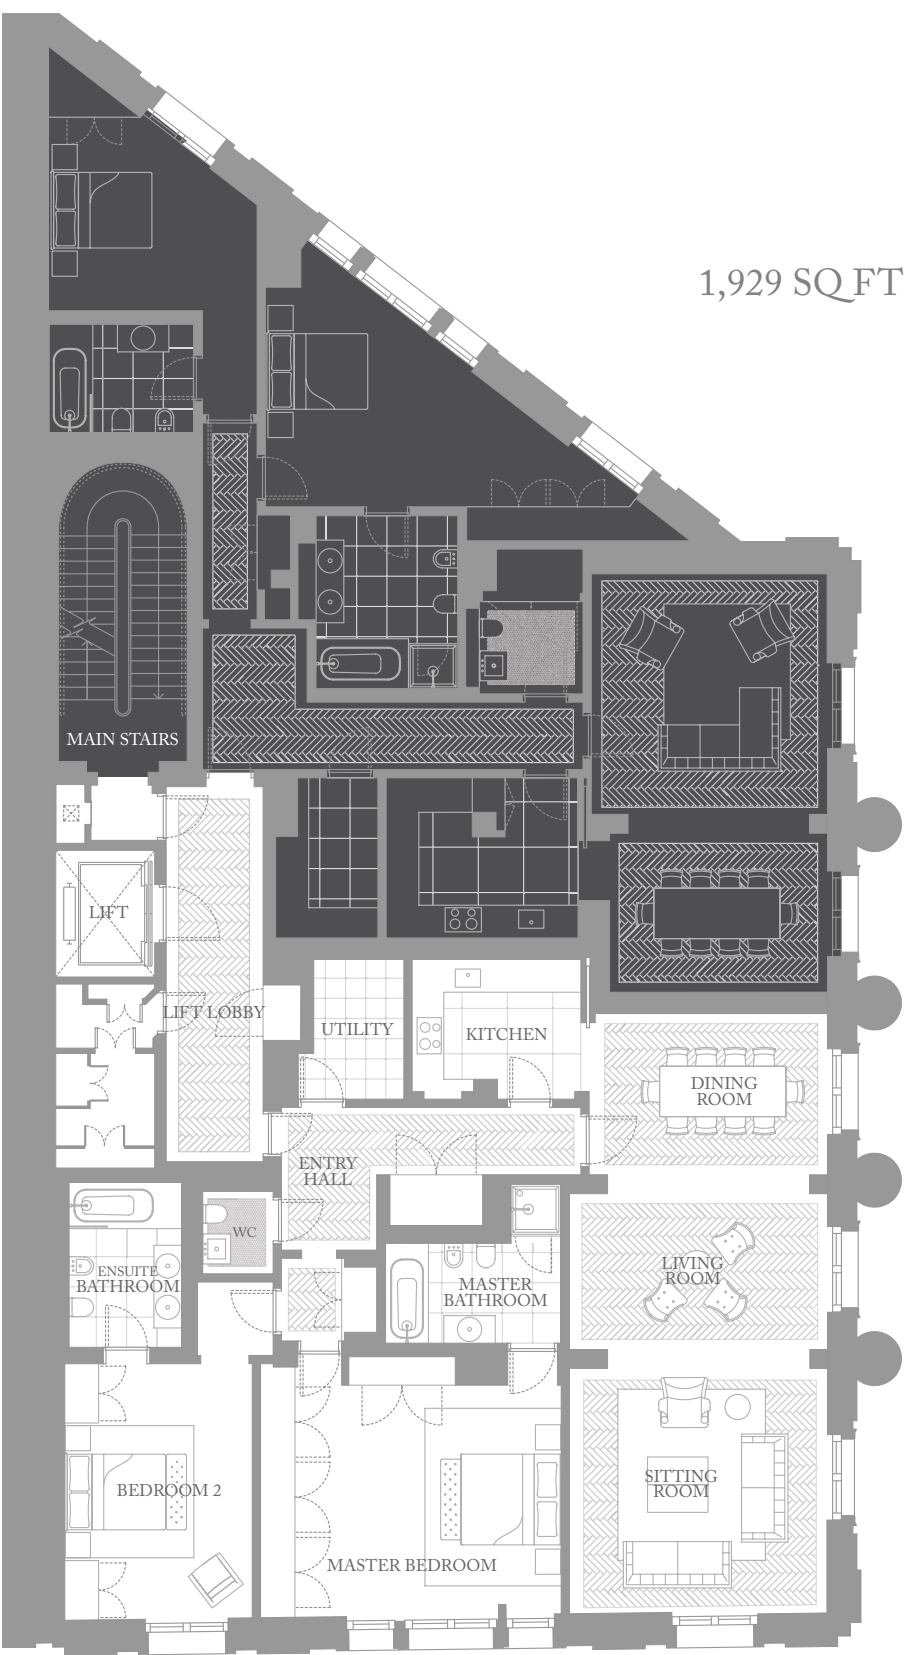 1,929 SQ FT
MAIN STAIRS
LIFT
LIFT LOBBY
UTILITY
KITCHEN
DINING
ROOM
ENTRY
HALL
WC
ENSUITE
BATHROOM
MASTER
BATHROOM
LIVING
ROOM
BEDROOM 2
SITTING
ROOM
MASTER BEDROOM